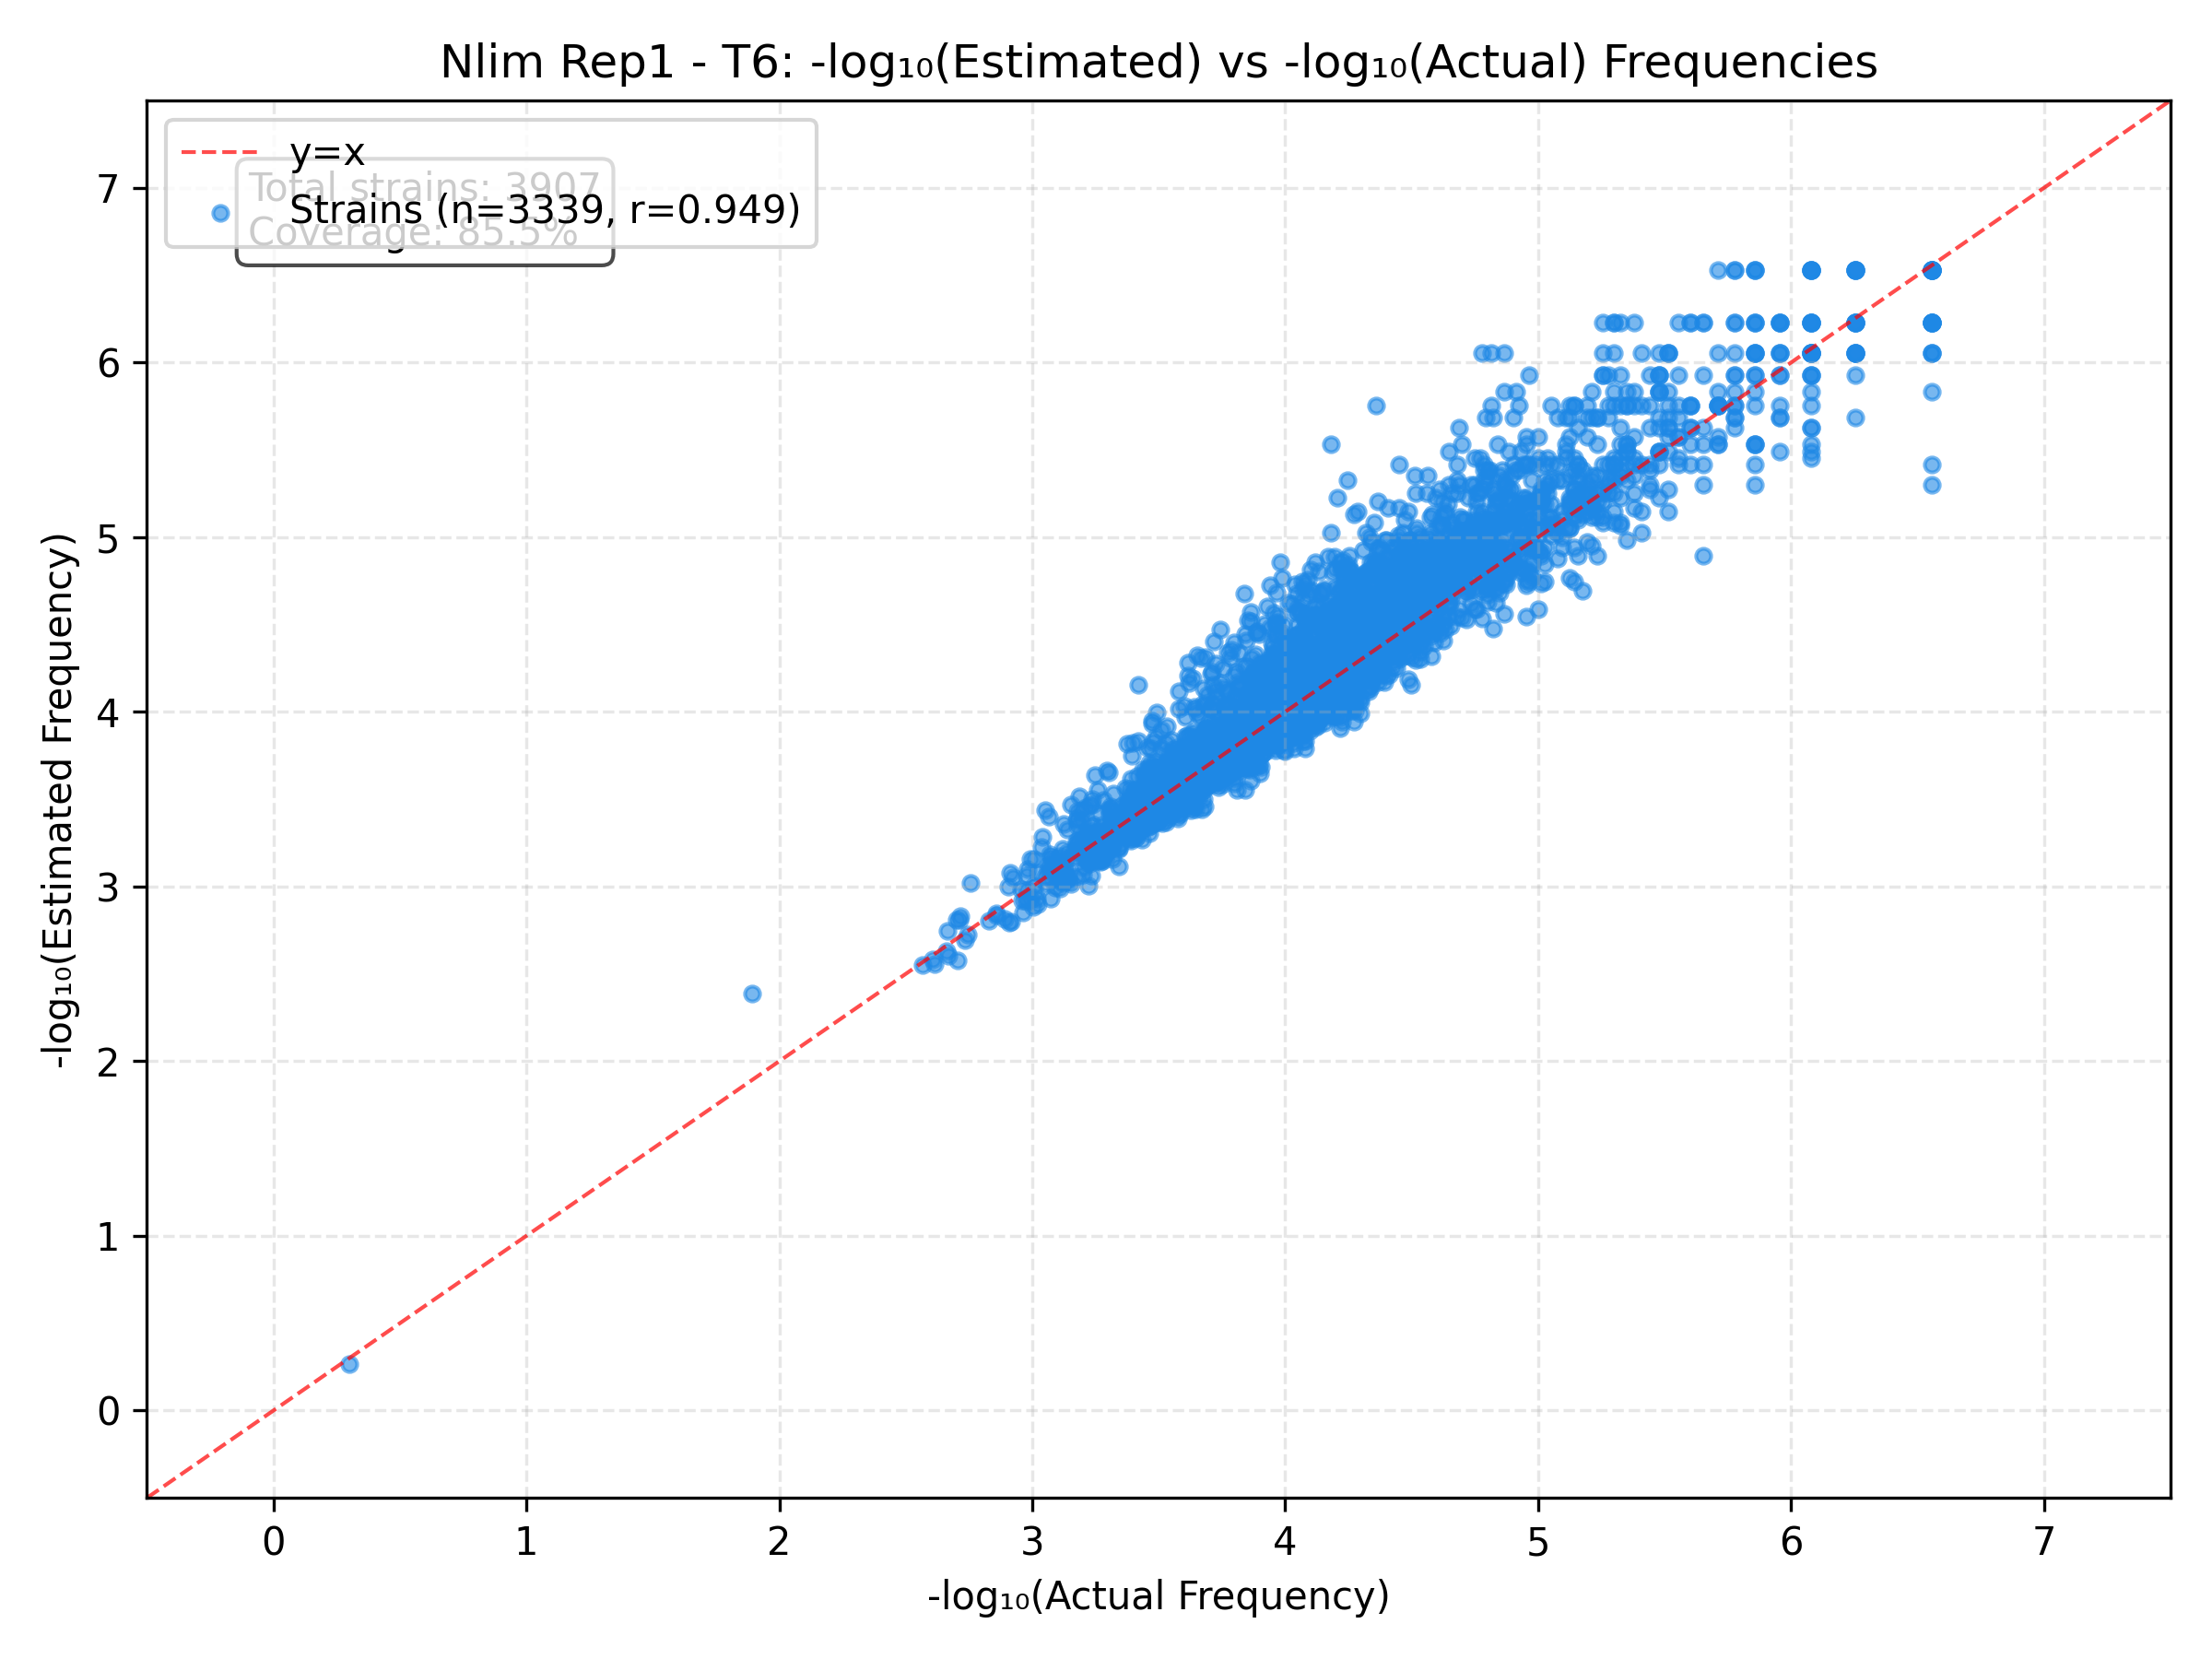 Nlim Rep1 - T6: -log₁₀(Estimated) vs -log₁₀(Actual) Frequencies
y=x
Total strains: 3907
Strains (n=3339, r=0.949)
Coverage: 85.5%
7
6
5
4
3
2
1
0
-log₁₀(Estimated Frequency)
0 1 2 3 4 5 6 7
-log₁₀(Actual Frequency)